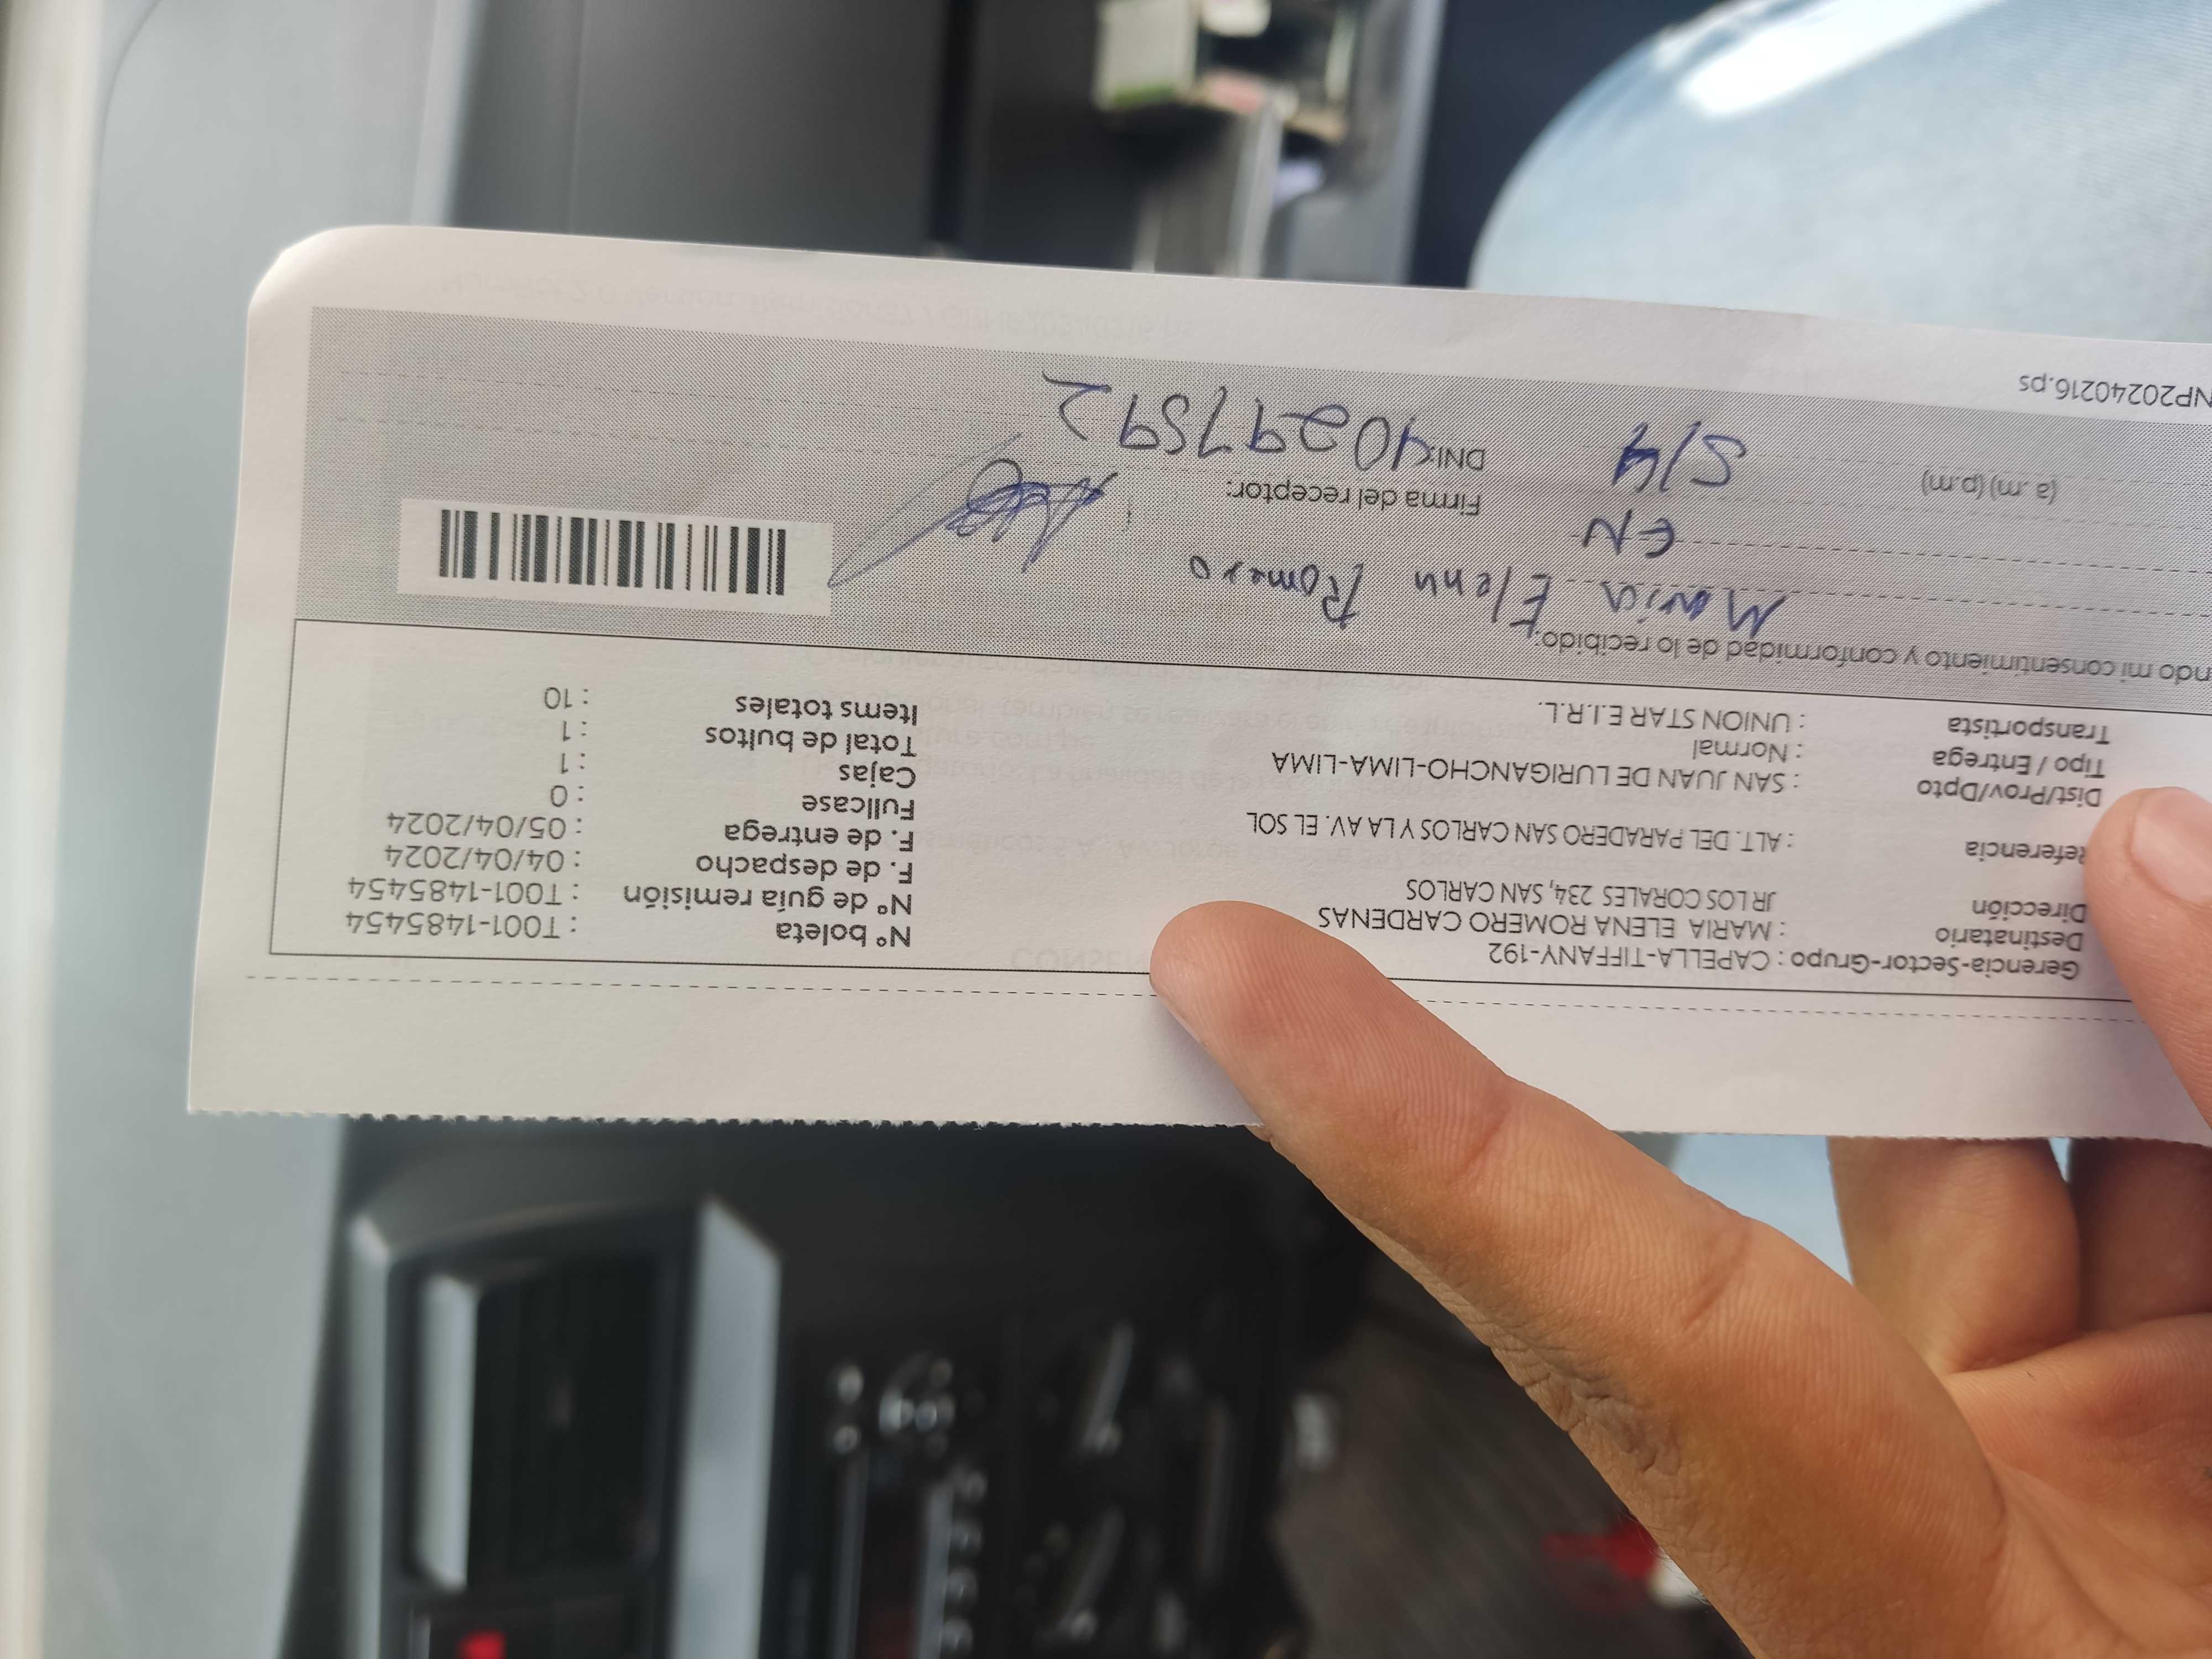 Gerencia-Sector-Grupo : CAPELLA-TIFFANY-192
Destinatario : MARIA ELENA ROMERO CARDENAS
Dirección JR LOS CORALES 234, SAN CARLOS
Referencia : ALT. DEL PARADERO SAN CARLOS Y LA AV. EL SOL
Dist/Prov/Dpto : SAN JUAN DE LURIGANCHO-LIMA-LIMA
Tipo / Entrega : Normal
Transportista : UNION STAR E.I.R.L.
N° boleta : T001-1485454
N° de guía remisión : T001-1485454
F. de despacho : 04/04/2024
F. de entrega : 05/04/2024
Fullcase : 0
Cajas : 1
Total de bultos : 1
Items totales : 10
ndo mi consentimiento y conformidad de lo recibido:
Maria Elena Romero
EN
(a.m) (p.m) 5/4
Firma del receptor:
DNI: 40297592
NP20240216.ps